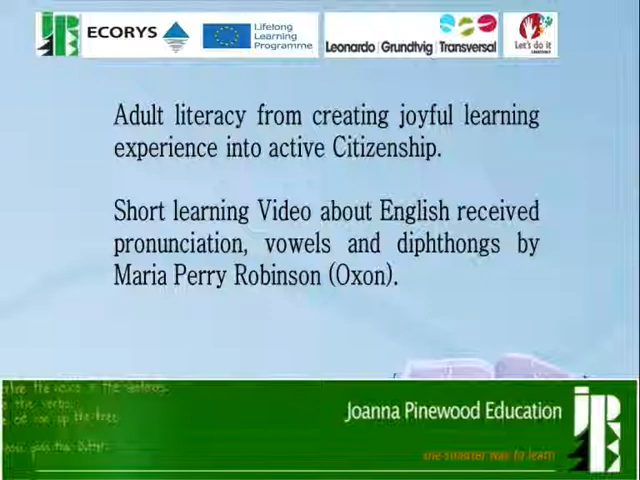 ECORYS
Lifelong
Learning
Programme
Leonardo | Grundtvig | Transversal
Let's do it
Adult literacy from creating joyful learning
experience into active Citizenship.
Short learning Video about English received
pronunciation, vowels and diphthongs by
Maria Perry Robinson (Oxon).
Joanna Pinewood Education
the smarter way to learn
JPE